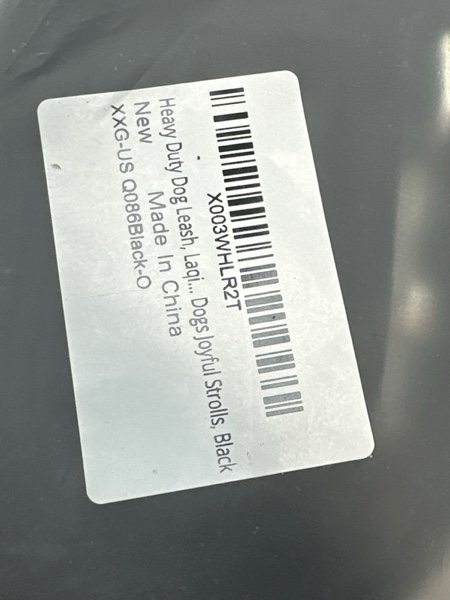 X003WHLR2T
Heavy Duty Dog Leash, Laqi... Dogs Joyful Strolls, Black
New
Made In China
XXG-US Q086Black-O